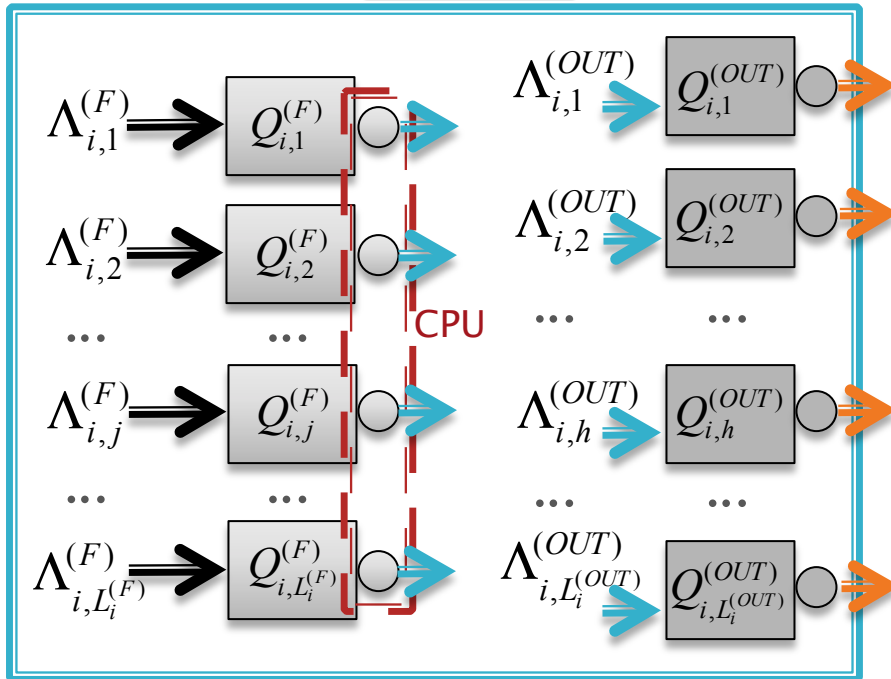 Λ_{i,1}^{(F)} Q_{i,1}^{(F)} Λ_{i,1}^{(OUT)} Q_{i,1}^{(OUT)}
Λ_{i,2}^{(F)} Q_{i,2}^{(F)} Λ_{i,2}^{(OUT)} Q_{i,2}^{(OUT)}
... ... CPU ... ...
Λ_{i,j}^{(F)} Q_{i,j}^{(F)} Λ_{i,h}^{(OUT)} Q_{i,h}^{(OUT)}
... ... ... ...
Λ_{i,L_i^{(F)}}^{(F)} Q_{i,L_i^{(F)}}^{(F)} Λ_{i,L_i^{(OUT)}}^{(OUT)} Q_{i,L_i^{(OUT)}}^{(OUT)}